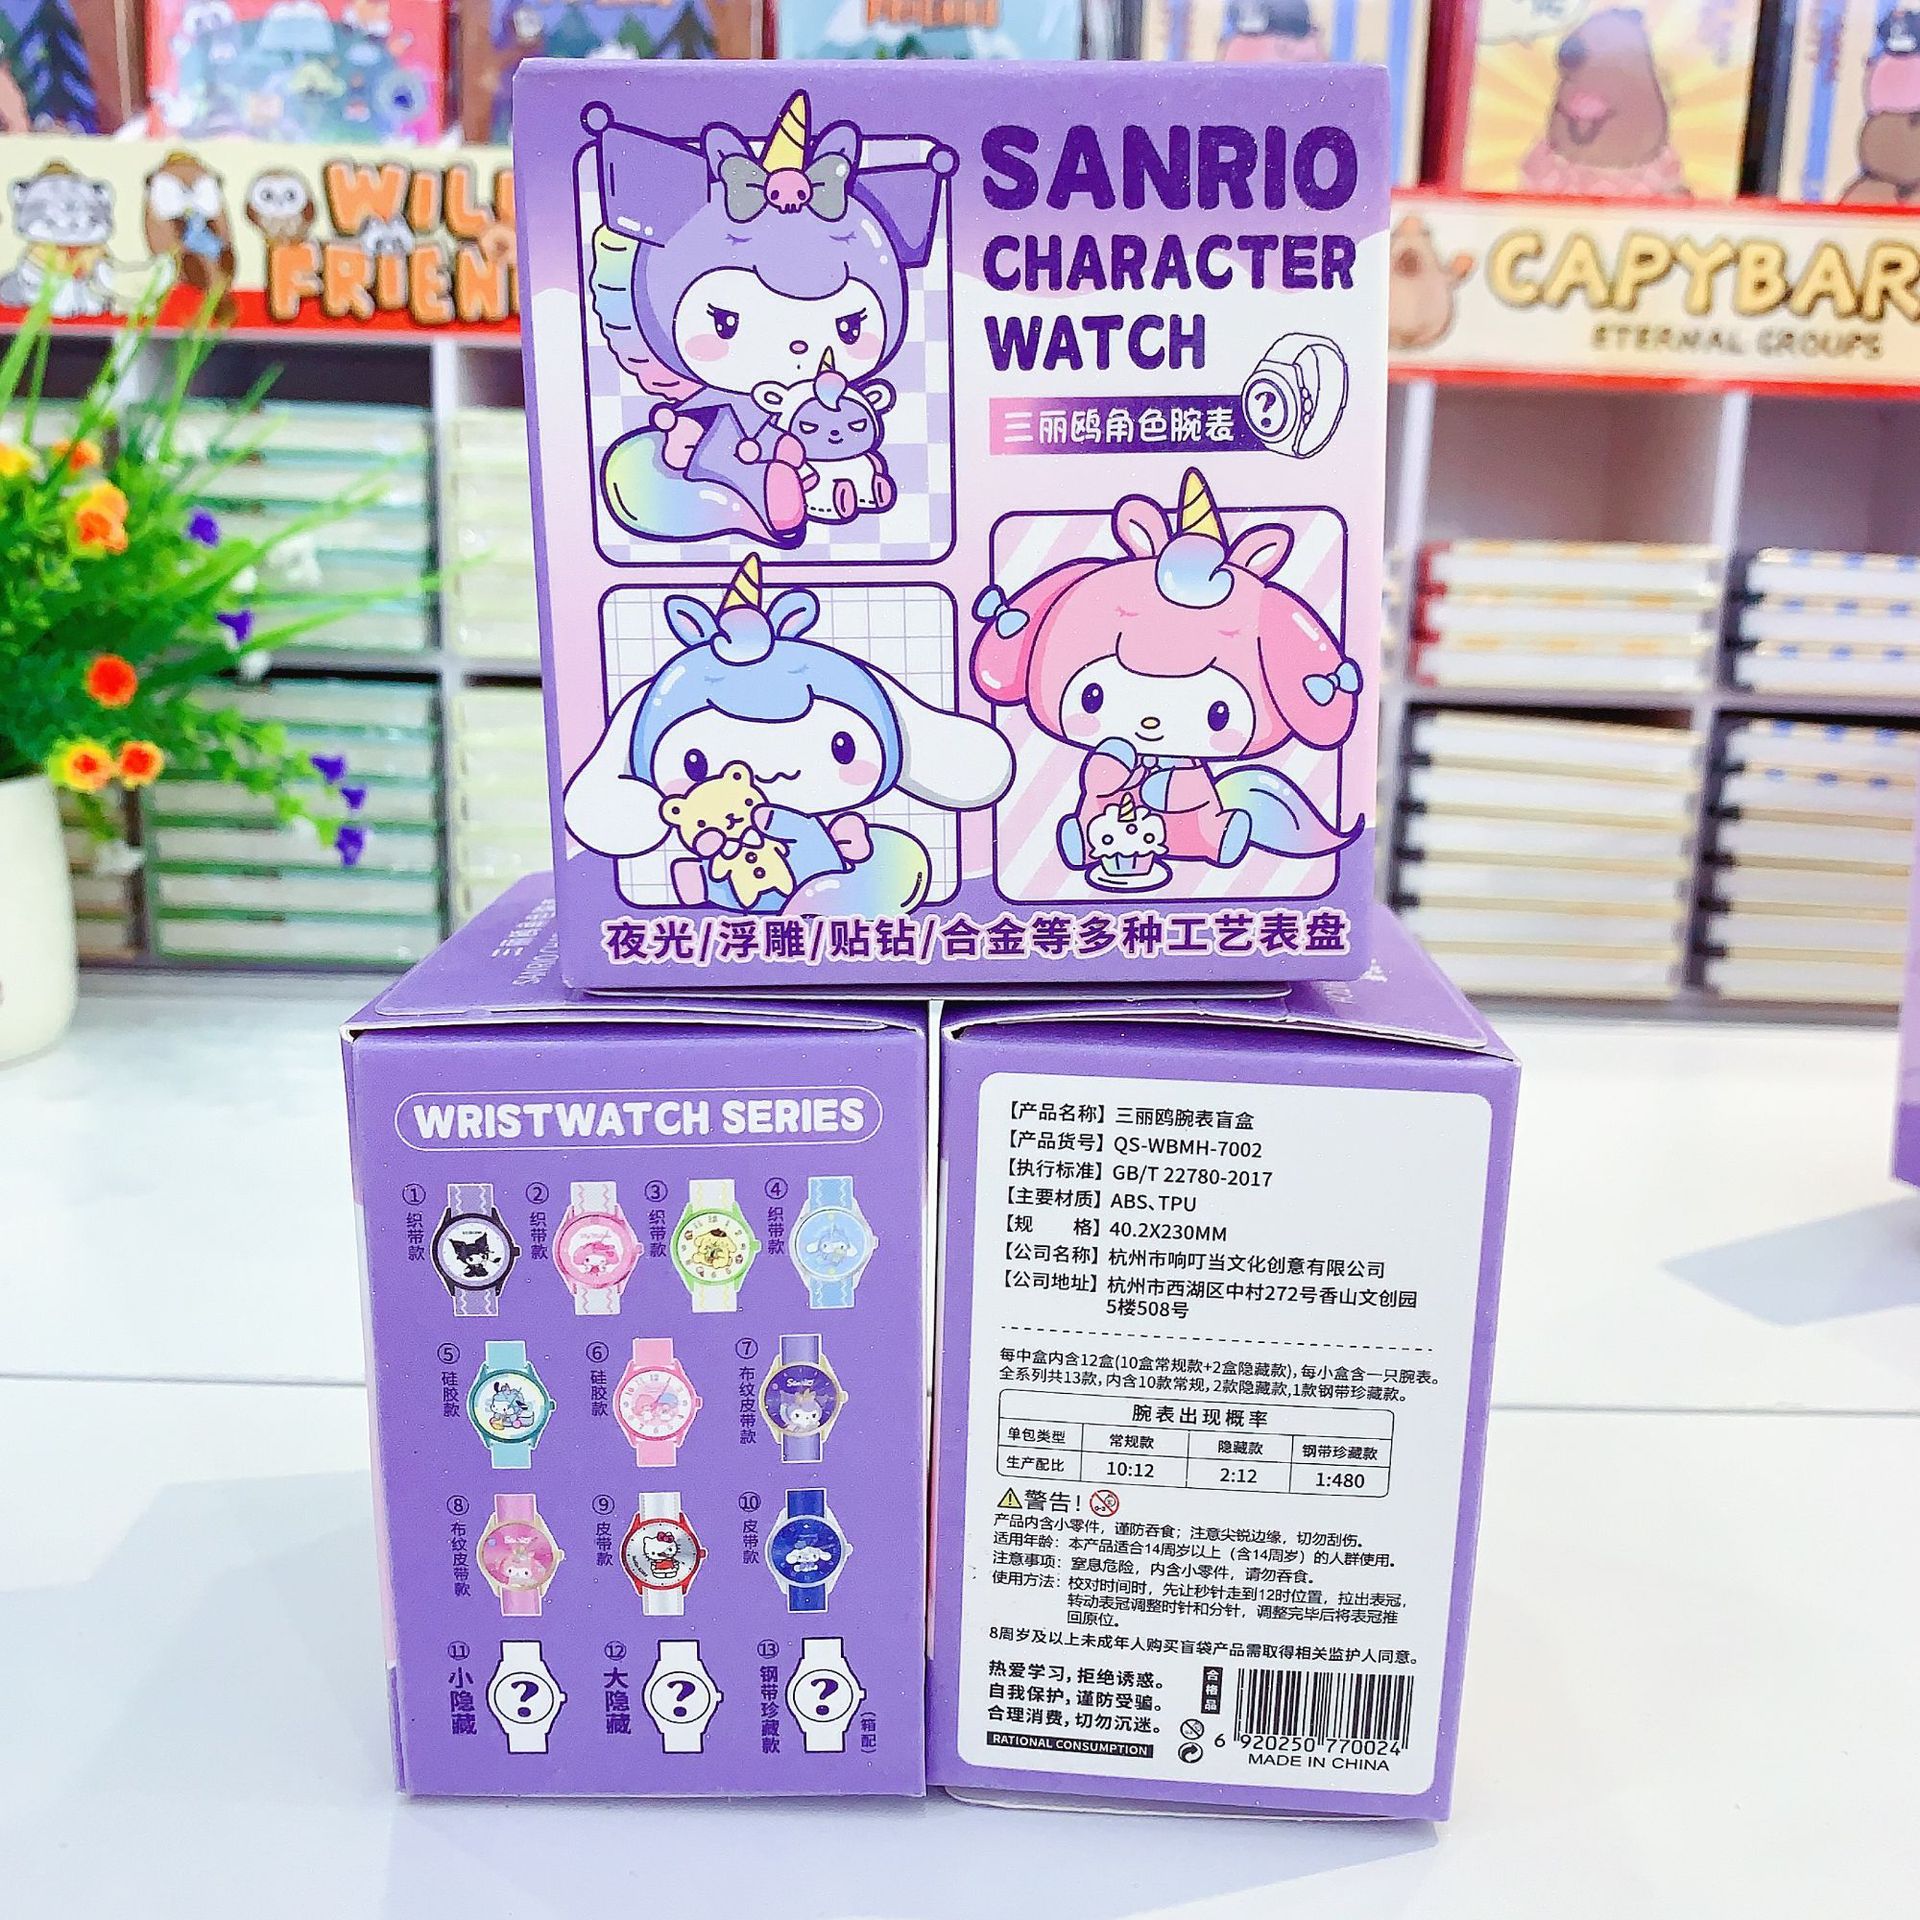 WILD
FRIEN
CAPYBAR
ETERNAL GROUPS
SANRIO
CHARACTER
WATCH
三丽鸥角色腕表
?
夜光/浮雕/贴钻/合金等多种工艺表盘
WRISTWATCH SERIES
① 织带款
② 织带款
③ 织带款
④ 织带款
⑤ 硅胶款
⑥ 硅胶款
⑦ 布纹皮带款
⑧ 布纹皮带款
⑨ 皮带款
⑩ 皮带款
⑪ 小隐藏 ?
⑫ 大隐藏 ?
⑬ 钢带珍藏款 ? (箱配)
【产品名称】三丽鸥腕表盲盒
【产品货号】QS-WBMH-7002
【执行标准】GB/T 22780-2017
【主要材质】ABS、TPU
【规 格】40.2X230MM
【公司名称】杭州市响叮当文化创意有限公司
【公司地址】杭州市西湖区中村272号香山文创园
5楼508号
每中盒内含12盒(10盒常规款+2盒隐藏款),每小盒含一只腕表。
全系列共13款,内含10款常规,2款隐藏款,1款钢带珍藏款。
腕表出现概率
单包类型 常规款 隐藏款 钢带珍藏款
生产配比 10:12 2:12 1:480
警告!
产品内含小零件，谨防吞食；注意尖锐边缘，切勿刮伤。
适用年龄：本产品适合14周岁以上（含14周岁）的人群使用。
注意事项：窒息危险，内含小零件，请勿吞食。
使用方法：校对时间时，先让秒针走到12时位置，拉出表冠，
转动表冠调整时针和分针，调整完毕后将表冠推
回原位。
8周岁及以上未成年人购买盲袋产品需取得相关监护人同意。
热爱学习,拒绝诱惑。
自我保护,谨防受骗。
合理消费,切勿沉迷。
RATIONAL CONSUMPTION
合格品
6 920250 770024
MADE IN CHINA